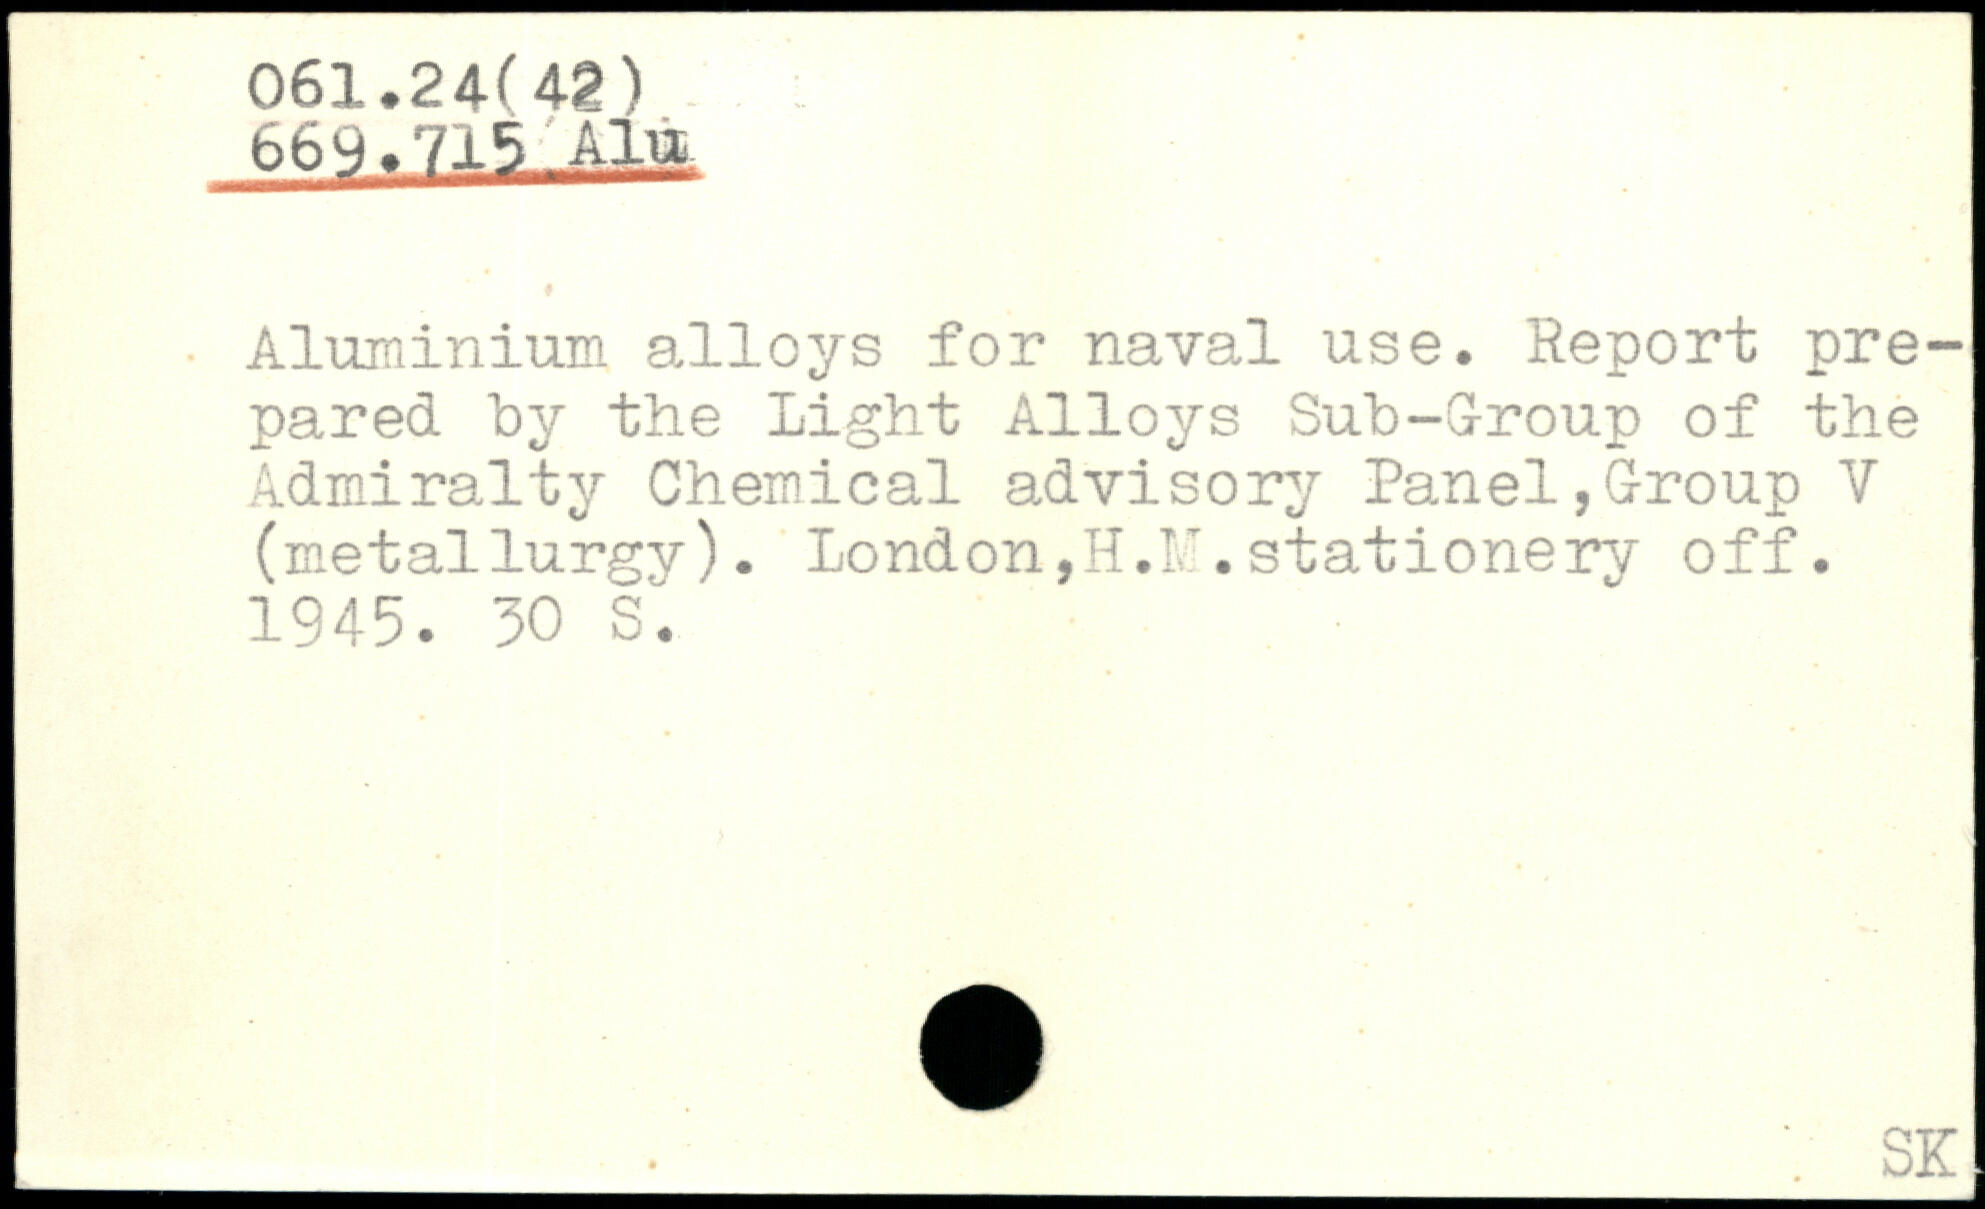 061.24(42)
669.715 Alu
Aluminium alloys for naval use. Report pre-
pared by the Light Alloys Sub-Group of the
Admiralty Chemical advisory Panel,Group V
(metallurgy). London,H.M.stationery off.
1945. 30 S.
SK